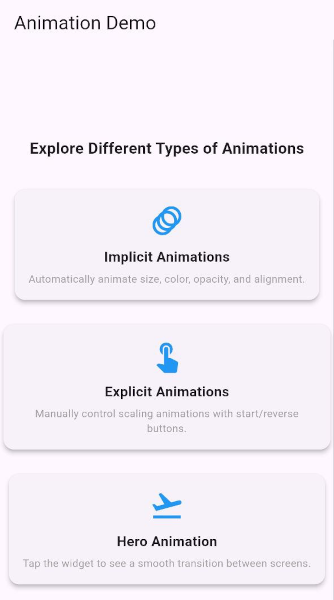 Animation Demo
Explore Different Types of Animations
Implicit Animations
Automatically animate size, color, opacity, and alignment.
Explicit Animations
Manually control scaling animations with start/reverse
buttons.
Hero Animation
Tap the widget to see a smooth transition between screens.